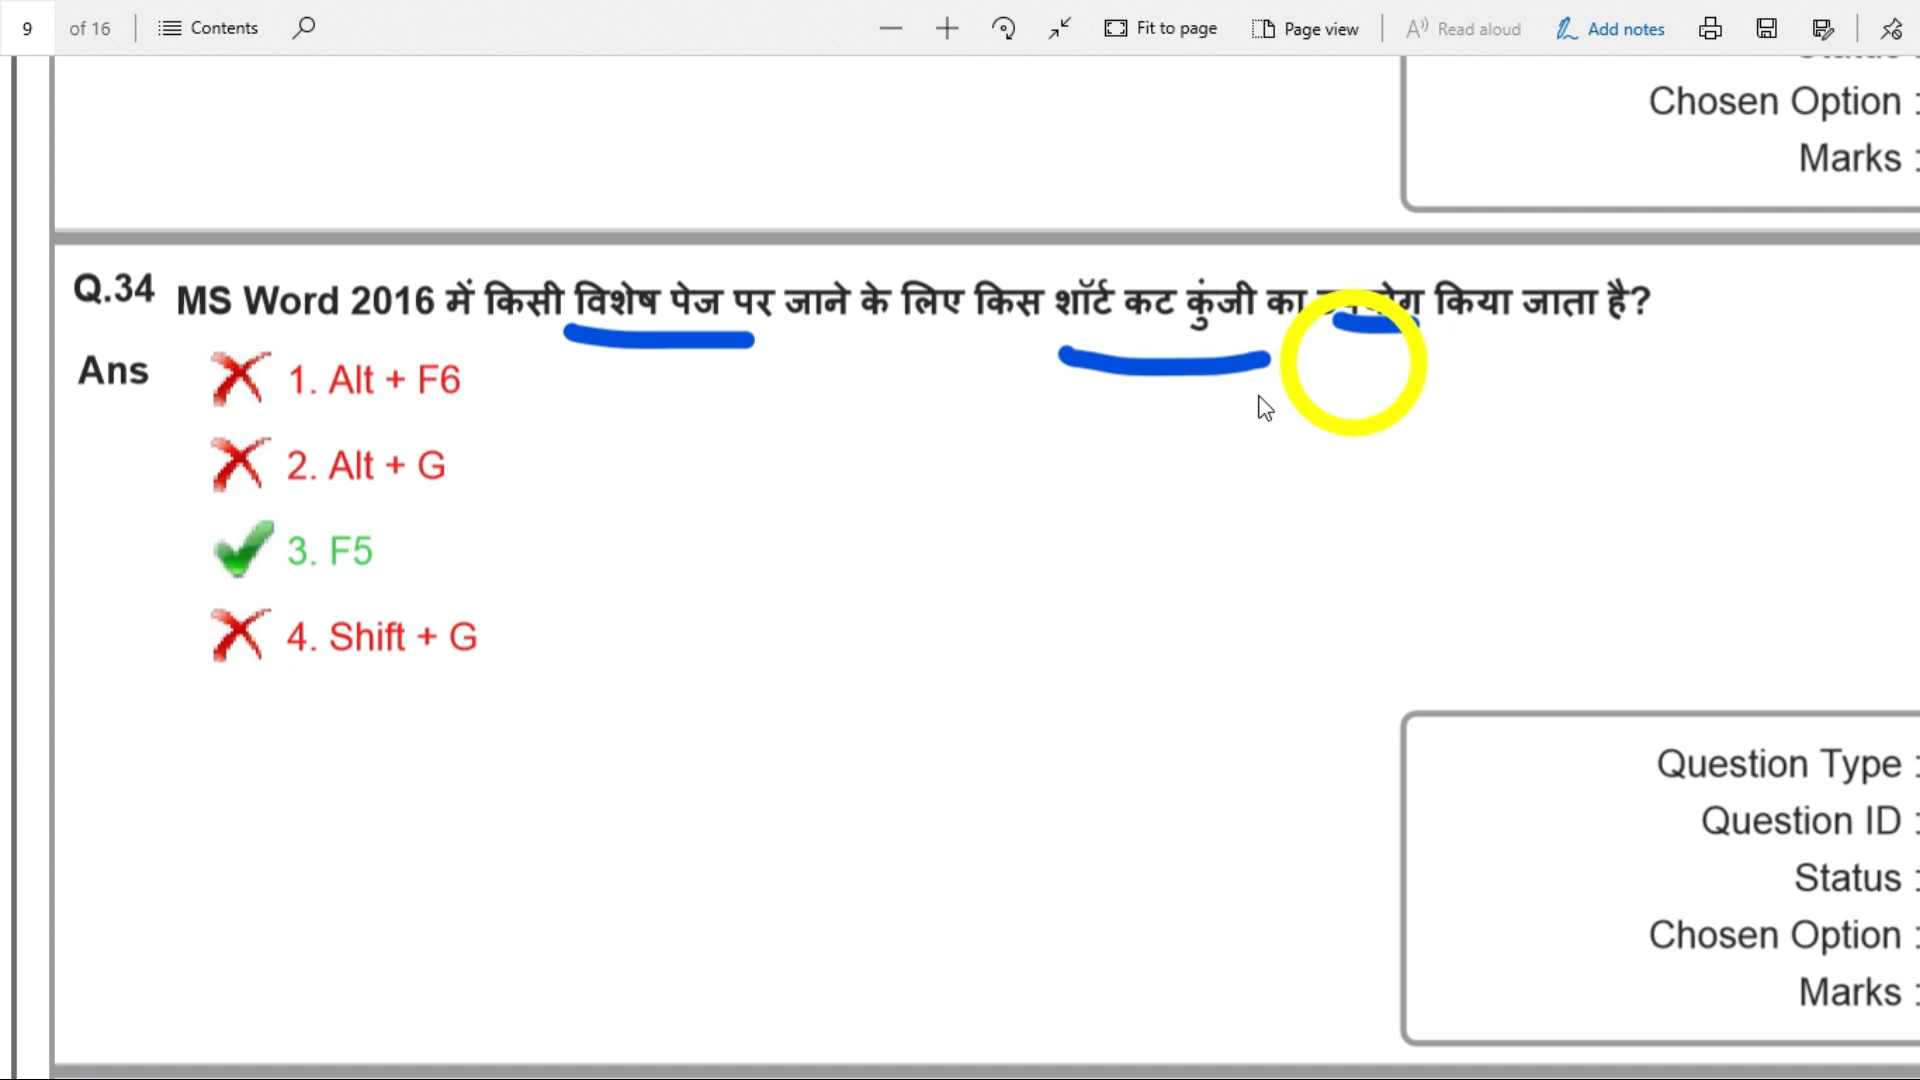 9 of 16 Contents Fit to page Page view Read aloud Add notes
Chosen Option :
Marks :
Q.34 MS Word 2016 में किसी विशेष पेज पर जाने के लिए किस शॉर्ट कट कुंजी का किया जाता है?
Ans
1. Alt + F6
2. Alt + G
3. F5
4. Shift + G
Question Type :
Question ID :
Status :
Chosen Option :
Marks :